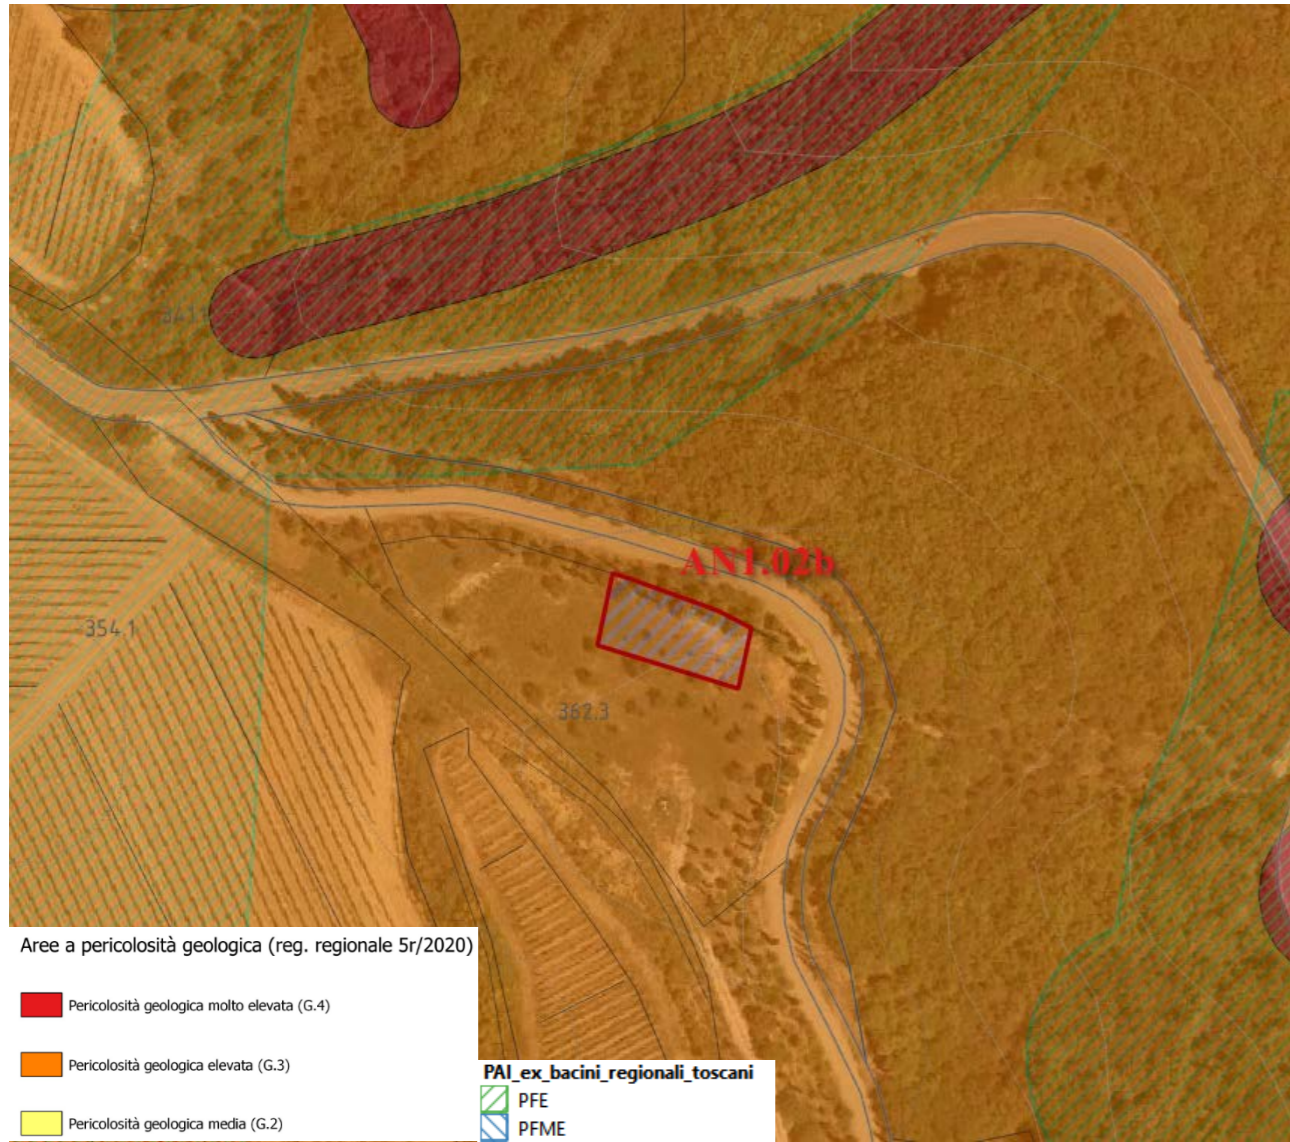 341.
AN1.02b
354.1
362.3
Aree a pericolosità geologica (reg. regionale 5r/2020)
Pericolosità geologica molto elevata (G.4)
Pericolosità geologica elevata (G.3)
Pericolosità geologica media (G.2)
PAI_ex_bacini_regionali_toscani
PFE
PFME